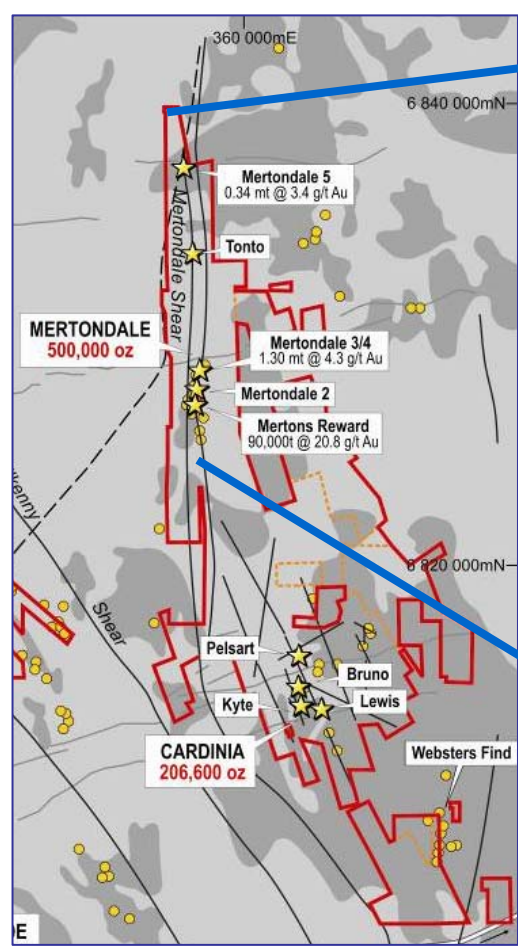 360 000mE
6 840 000mN
Mertondale 5
0.34 mt @ 3.4 g/t Au
Mertondale Shear
Tonto
MERTONDALE
500,000 oz
Mertondale 3/4
1.30 mt @ 4.3 g/t Au
Mertondale 2
Mertons Reward
90,000t @ 20.8 g/t Au
6 820 000mN
Shear
Pelsart
Bruno
Kyte
Lewis
CARDINIA
206,600 oz
Websters Find